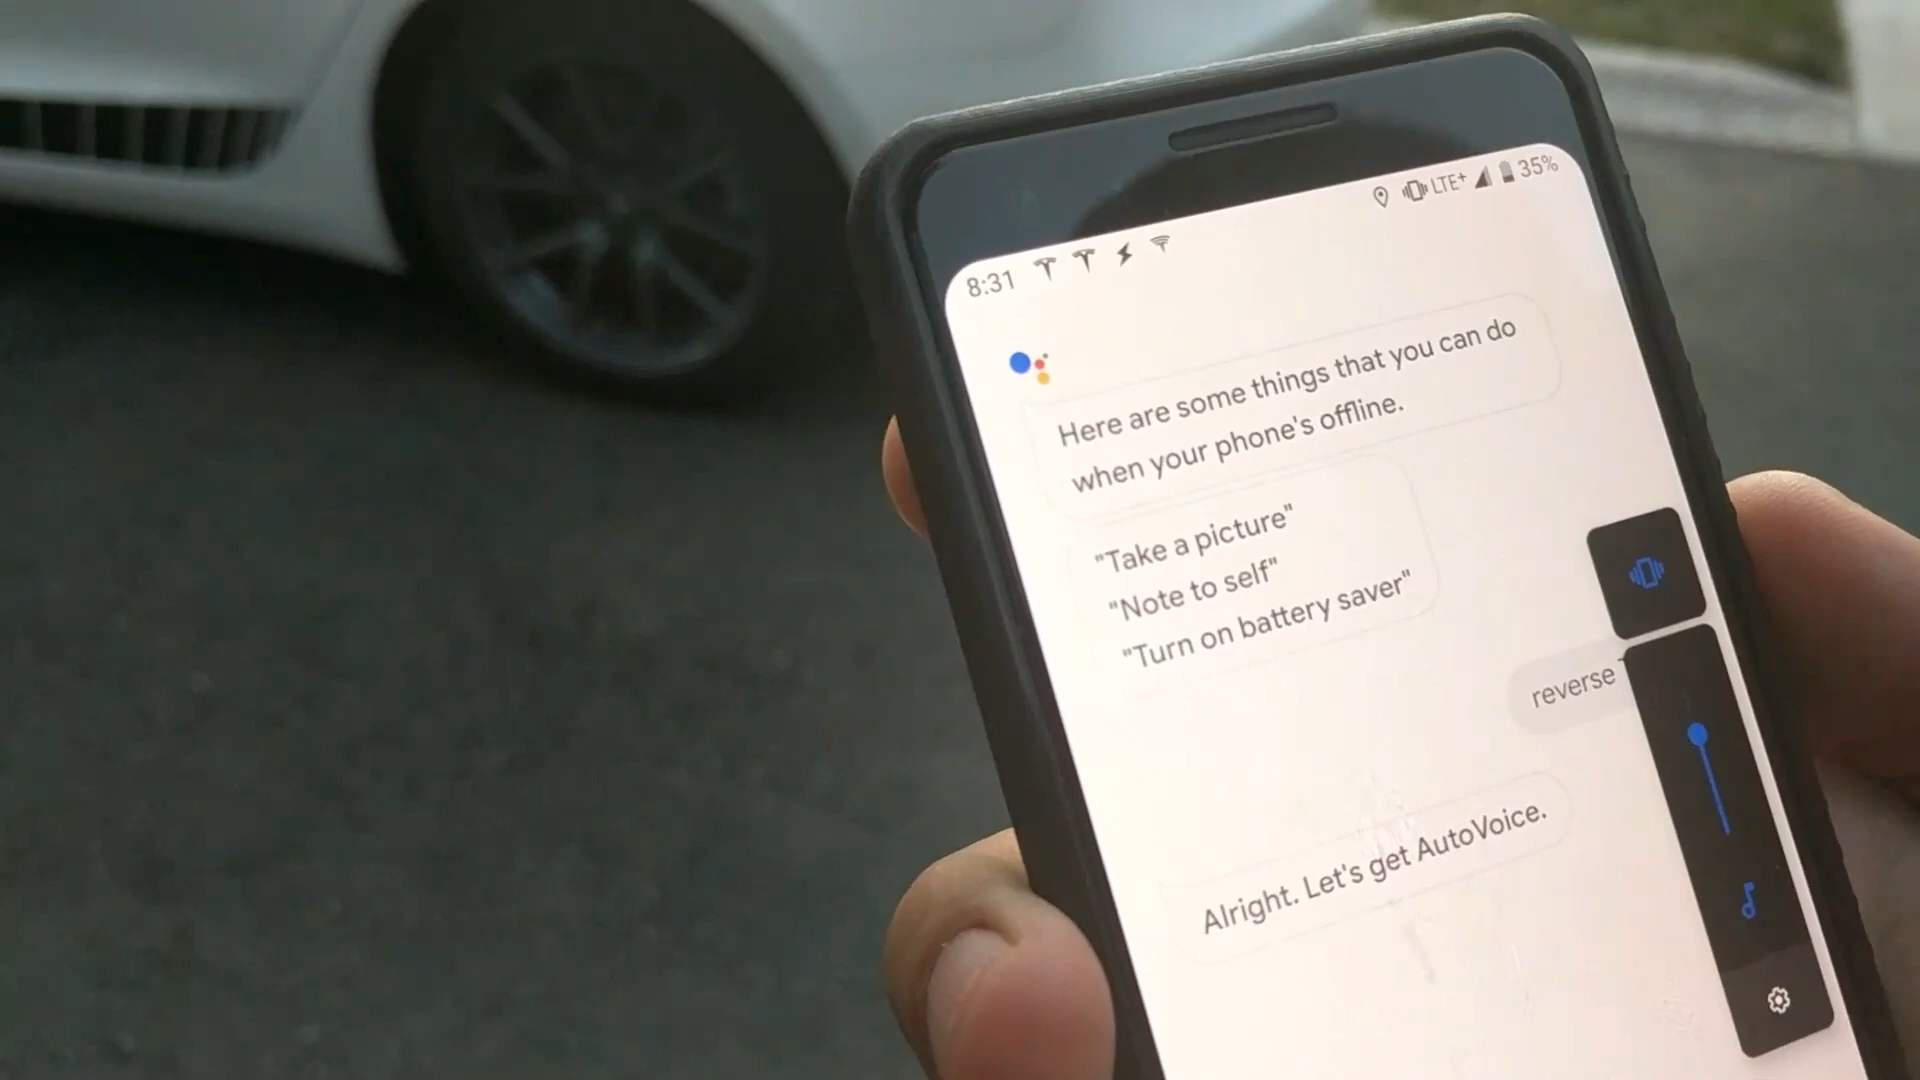 8:31
LTE+ 35%
Here are some things that you can do
when your phone's offline.
"Take a picture"
"Note to self"
"Turn on battery saver"
reverse
Alright. Let's get AutoVoice.